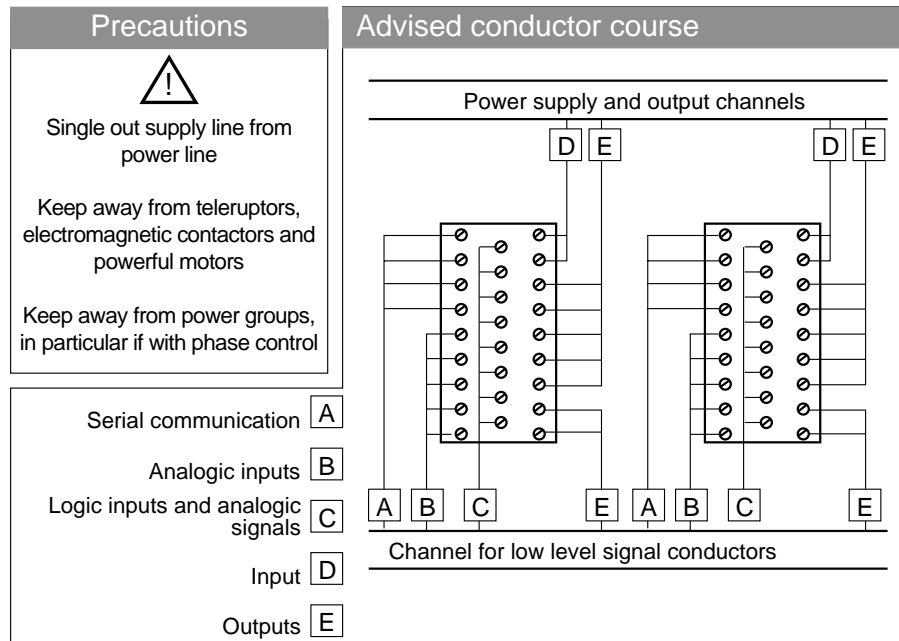 Precautions
!
Single out supply line from
power line
Keep away from teleruptors,
electromagnetic contactors and
powerful motors
Keep away from power groups,
in particular if with phase control
Serial communication A
Analogic inputs B
Logic inputs and analogic
signals C
Input D
Outputs E
Advised conductor course
Power supply and output channels
D E D E
A B C E A B C E
Channel for low level signal conductors